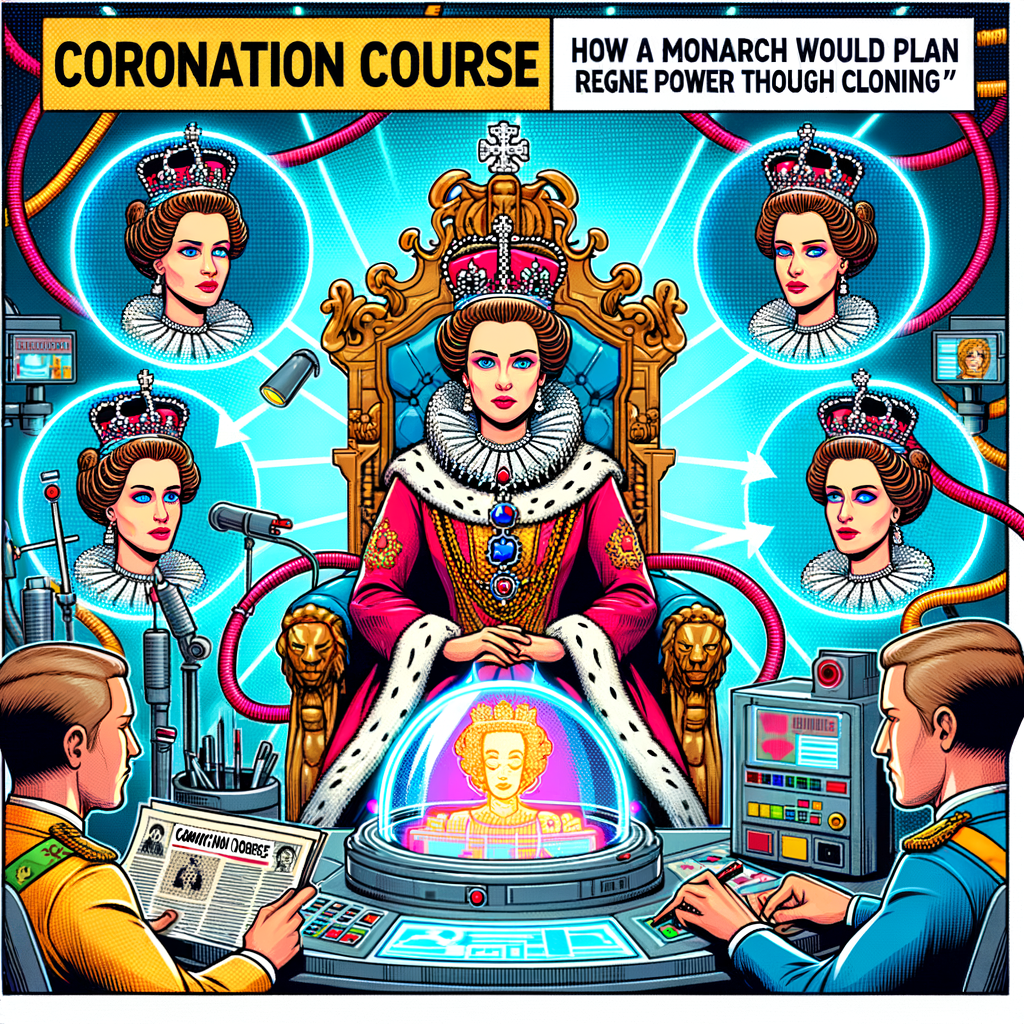 CORONATION COURSE
HOW A MONARCH WOULD PLAN
REGNE POWER THOUGH CLONING”